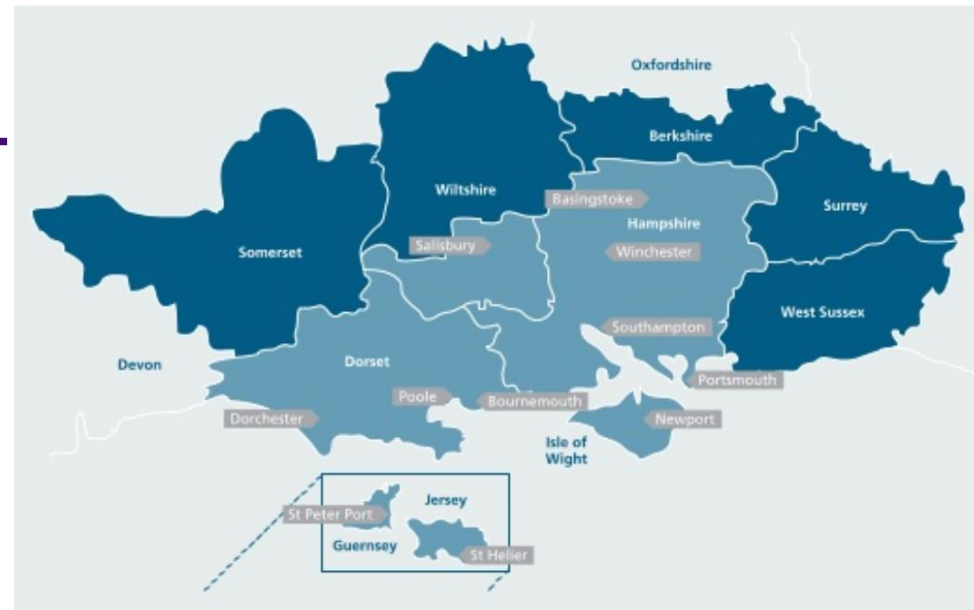 Oxfordshire
Berkshire
Wiltshire
Basingstoke
Surrey
Hampshire
Somerset
Salisbury
Winchester
West Sussex
Southampton
Devon
Dorset
Portsmouth
Poole
Bournemouth
Dorchester
Newport
Isle of
Wight
Jersey
St Peter Port
Guernsey
St Helier